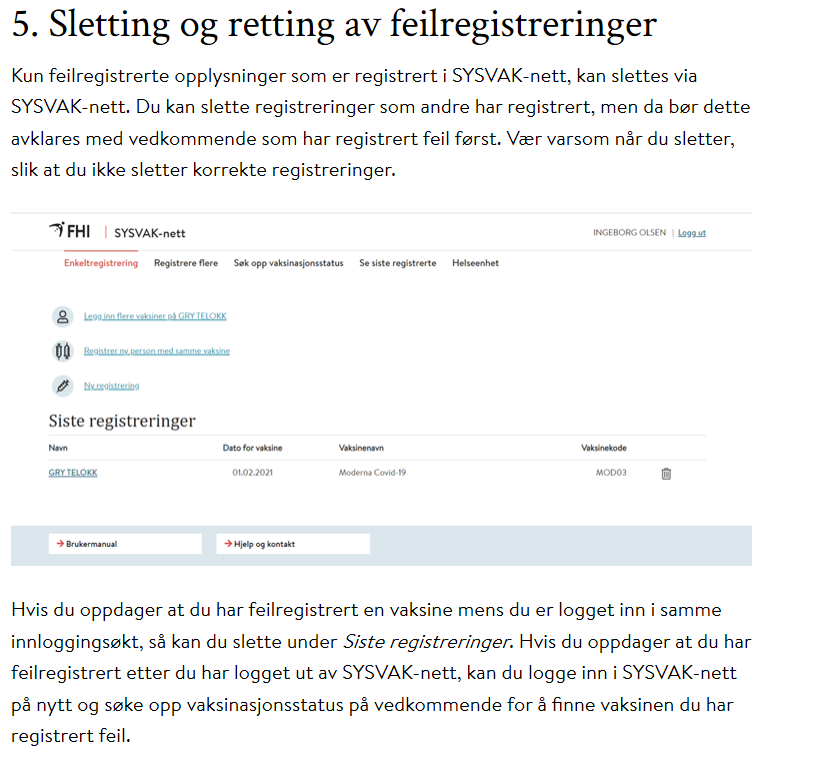 5. Sletting og retting av feilregistreringer
Kun feilregistrerte opplysninger som er registrert i SYSVAK-nett, kan slettes via
SYSVAK-nett. Du kan slette registreringer som andre har registrert, men da bør dette
avklares med vedkommende som har registrert feil først. Vær varsom når du sletter,
slik at du ikke sletter korrekte registreringer.
FHI | SYSVAK-nett INGEBORG OLSEN | Logg ut
Enkeltregistrering Registrere flere Søk opp vaksinasjonsstatus Se siste registrerte Helseenhet
Legg inn flere vaksiner på GRY TELOKK
Registrer ny person med samme vaksine
Ny registrering
Siste registreringer
Navn Dato for vaksine Vaksinenavn Vaksinekode
GRY TELOKK 01.02.2021 Moderna Covid-19 MOD03
→ Brukermanual → Hjelp og kontakt
Hvis du oppdager at du har feilregistrert en vaksine mens du er logget inn i samme
innloggingsøkt, så kan du slette under Siste registreringer. Hvis du oppdager at du har
feilregistrert etter du har logget ut av SYSVAK-nett, kan du logge inn i SYSVAK-nett
på nytt og søke opp vaksinasjonsstatus på vedkommende for å finne vaksinen du har
registrert feil.